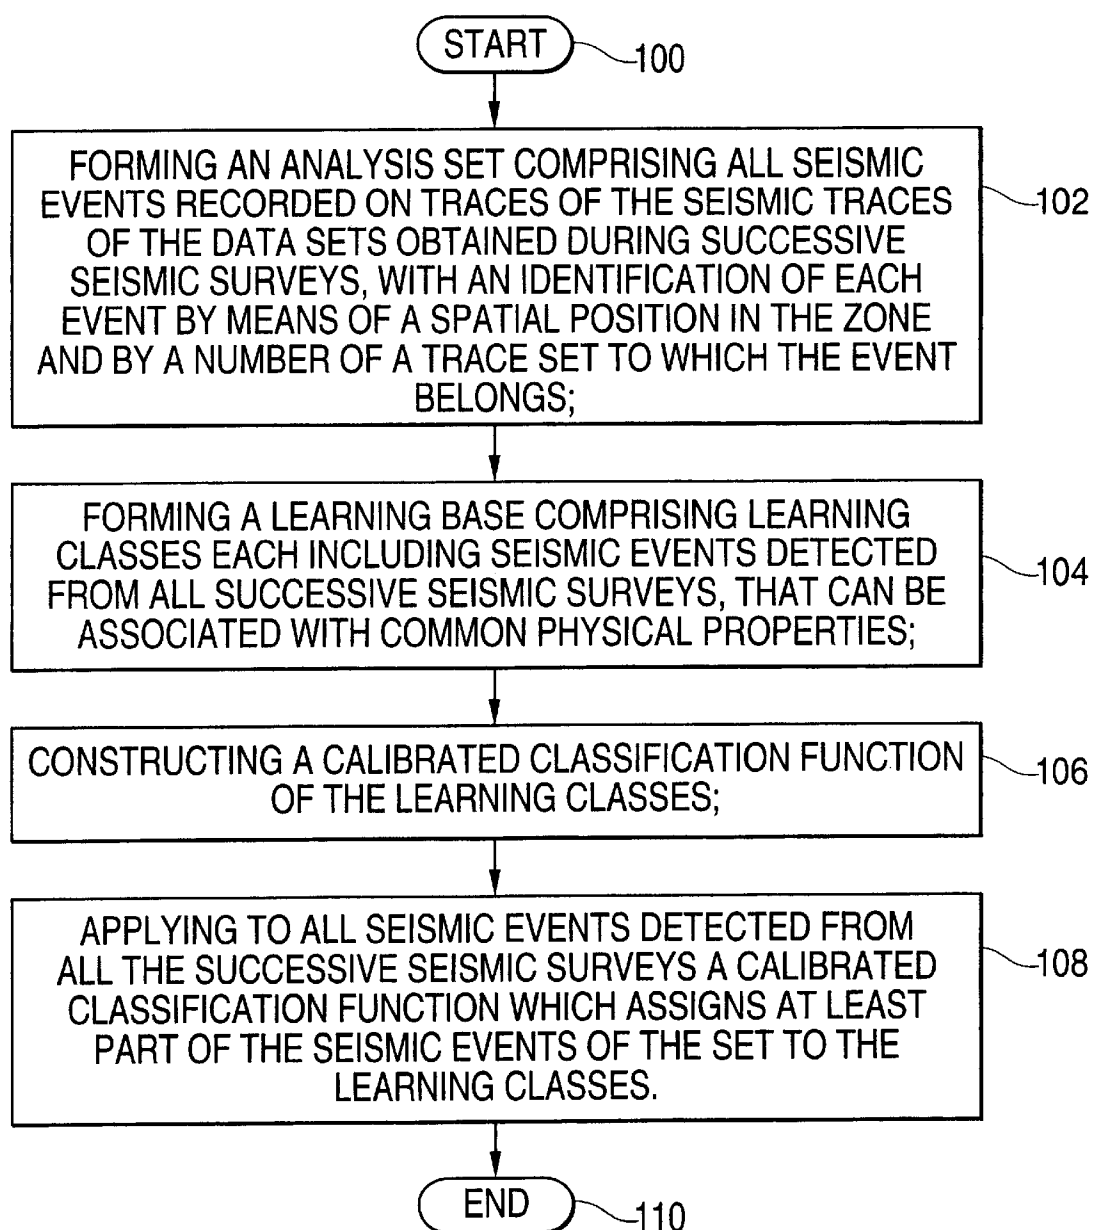 START
100
FORMING AN ANALYSIS SET COMPRISING ALL SEISMIC
EVENTS RECORDED ON TRACES OF THE SEISMIC TRACES
OF THE DATA SETS OBTAINED DURING SUCCESSIVE
SEISMIC SURVEYS, WITH AN IDENTIFICATION OF EACH
EVENT BY MEANS OF A SPATIAL POSITION IN THE ZONE
AND BY A NUMBER OF A TRACE SET TO WHICH THE EVENT
BELONGS;
102
FORMING A LEARNING BASE COMPRISING LEARNING
CLASSES EACH INCLUDING SEISMIC EVENTS DETECTED
FROM ALL SUCCESSIVE SEISMIC SURVEYS, THAT CAN BE
ASSOCIATED WITH COMMON PHYSICAL PROPERTIES;
104
CONSTRUCTING A CALIBRATED CLASSIFICATION FUNCTION
OF THE LEARNING CLASSES;
106
APPLYING TO ALL SEISMIC EVENTS DETECTED FROM
ALL THE SUCCESSIVE SEISMIC SURVEYS A CALIBRATED
CLASSIFICATION FUNCTION WHICH ASSIGNS AT LEAST
PART OF THE SEISMIC EVENTS OF THE SET TO THE
LEARNING CLASSES.
108
END
110